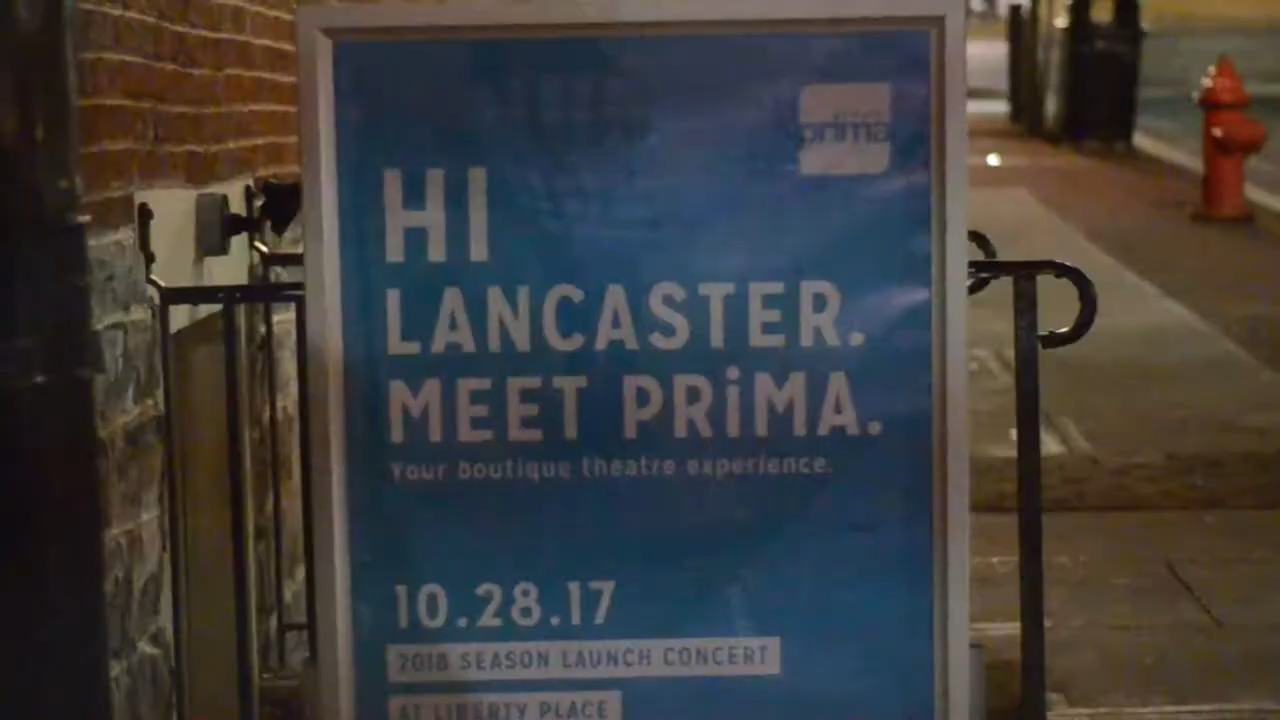 prima
HI
LANCASTER.
MEET PRiMA.
Your boutique theatre experience.
10.28.17
2018 SEASON LAUNCH CONCERT
AT LIBERTY PLACE